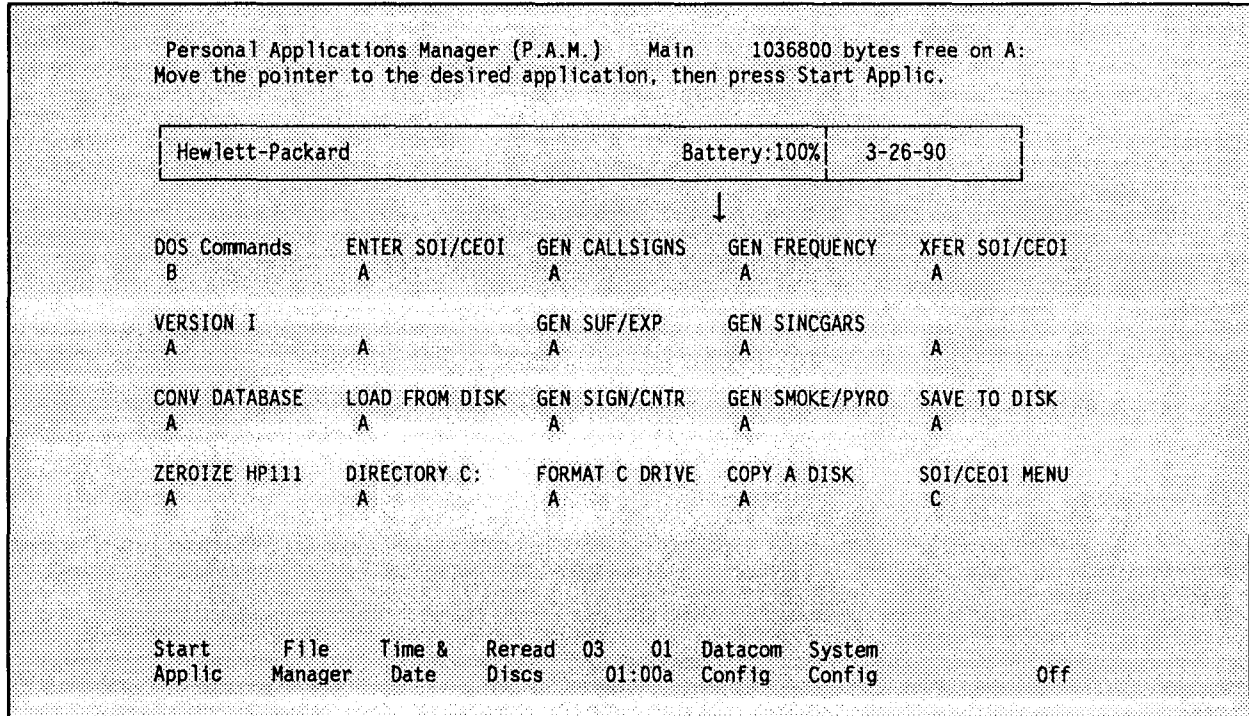 Personal Applications Manager (P.A.M.) Main 1036800 bytes free on A:
Move the pointer to the desired application, then press Start Applic.
Hewlett-Packard Battery:100% 3-26-90
DOS Commands ENTER SOI/CEOI GEN CALLSIGNS GEN FREQUENCY XFER SOI/CEOI
B A A A A
VERSION I GEN SUF/EXP GEN SINCGARS
A A A A A
CONV DATABASE LOAD FROM DISK GEN SIGN/CNTR GEN SMOKE/PYRO SAVE TO DISK
A A A A A
ZEROIZE HP111 DIRECTORY C: FORMAT C DRIVE COPY A DISK SOI/CEOI MENU
A A A A C
Start File Time & Reread 03 01 Datacom System
Applic Manager Date Discs 01:00a Config Config Off